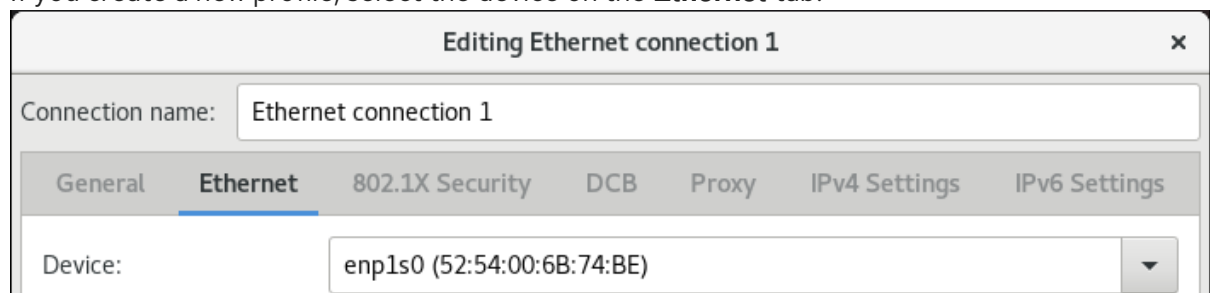 If you create a new profile, select the device on the Ethernet tab.
Editing Ethernet connection 1 ×
Connection name: Ethernet connection 1
General Ethernet 802.1X Security DCB Proxy IPv4 Settings IPv6 Settings
Device: enp1s0 (52:54:00:6B:74:BE)